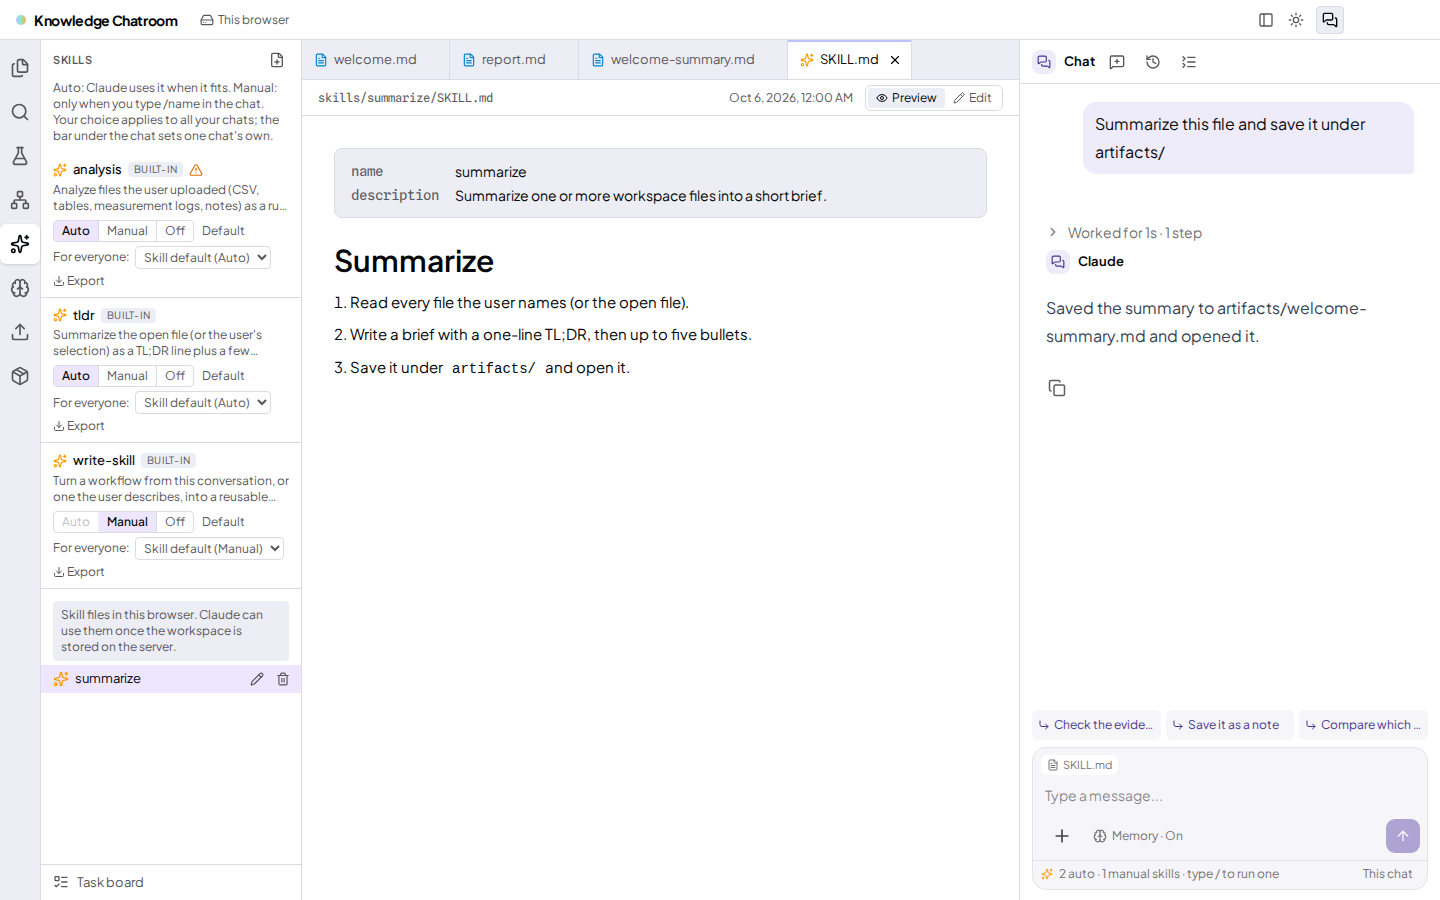 Knowledge Chatroom
This browser
SKILLS
Auto: Claude uses it when it fits. Manual:
only when you type /name in the chat.
Your choice applies to all your chats; the
bar under the chat sets one chat's own.
analysis BUILT-IN
Analyze files the user uploaded (CSV,
tables, measurement logs, notes) as a ru...
Auto Manual Off Default
For everyone: Skill default (Auto)
Export
tldr BUILT-IN
Summarize the open file (or the user's
selection) as a TL;DR line plus a few...
Auto Manual Off Default
For everyone: Skill default (Auto)
Export
write-skill BUILT-IN
Turn a workflow from this conversation, or
one the user describes, into a reusable...
Auto Manual Off Default
For everyone: Skill default (Manual)
Export
Skill files in this browser. Claude can
use them once the workspace is
stored on the server.
summarize
Task board
welcome.md report.md welcome-summary.md SKILL.md
skills/summarize/SKILL.md Oct 6, 2026, 12:00 AM Preview Edit
name summarize
description Summarize one or more workspace files into a short brief.
Summarize
1. Read every file the user names (or the open file).
2. Write a brief with a one-line TL;DR, then up to five bullets.
3. Save it under artifacts/ and open it.
Chat
Summarize this file and save it under
artifacts/
Worked for 1s · 1 step
Claude
Saved the summary to artifacts/welcome-
summary.md and opened it.
Check the evide... Save it as a note Compare which ...
SKILL.md
Type a message...
Memory · On
2 auto · 1 manual skills · type / to run one This chat